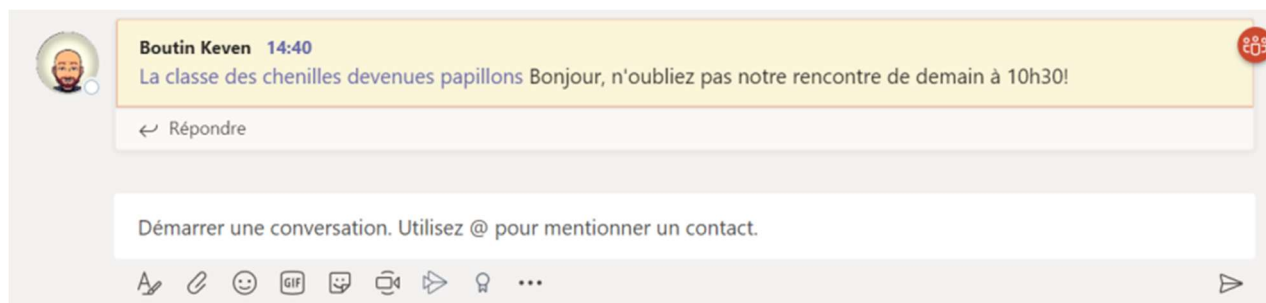 Boutin Keven 14:40
La classe des chenilles devenues papillons Bonjour, n'oubliez pas notre rencontre de demain à 10h30!
Répondre
Démarrer une conversation. Utilisez @ pour mentionner un contact.
GIF